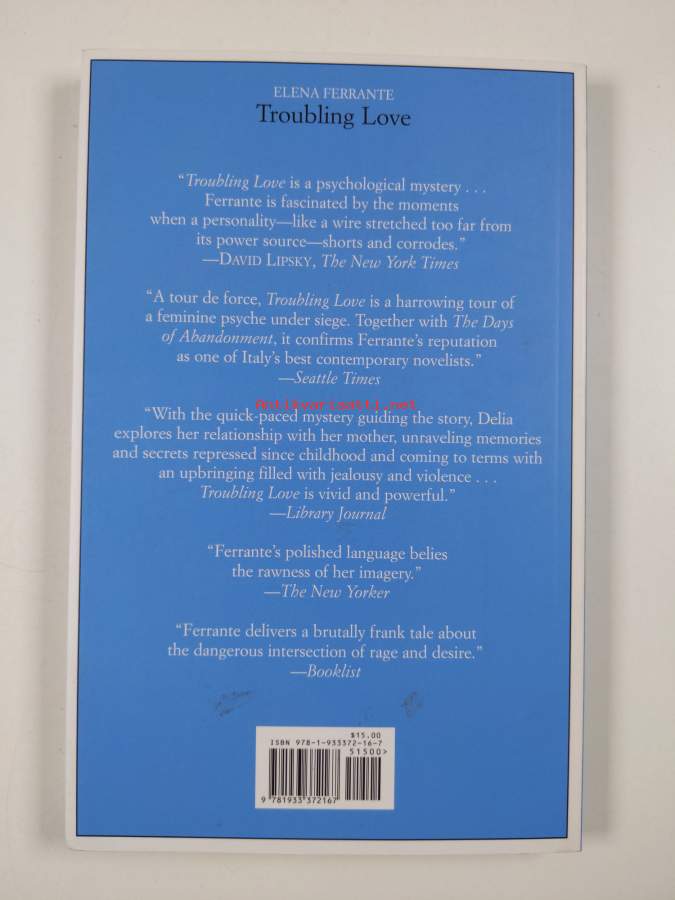 ELENA FERRANTE
Troubling Love
“Troubling Love is a psychological mystery . . .
Ferrante is fascinated by the moments
when a personality—like a wire stretched too far from
its power source—shorts and corrodes.”
—DAVID LIPSKY, The New York Times
“A tour de force, Troubling Love is a harrowing tour of
a feminine psyche under siege. Together with The Days
of Abandonment, it confirms Ferrante’s reputation
as one of Italy’s best contemporary novelists.”
—Seattle Times
Antikvariaatti.net
“With the quick-paced mystery guiding the story, Delia
explores her relationship with her mother, unraveling memories
and secrets repressed since childhood and coming to terms with
an upbringing filled with jealousy and violence . . .
Troubling Love is vivid and powerful.”
—Library Journal
“Ferrante’s polished language belies
the rawness of her imagery.”
—The New Yorker
“Ferrante delivers a brutally frank tale about
the dangerous intersection of rage and desire.”
—Booklist
$15.00
ISBN 978-1-933372-16-7
51500>
9 781933 372167